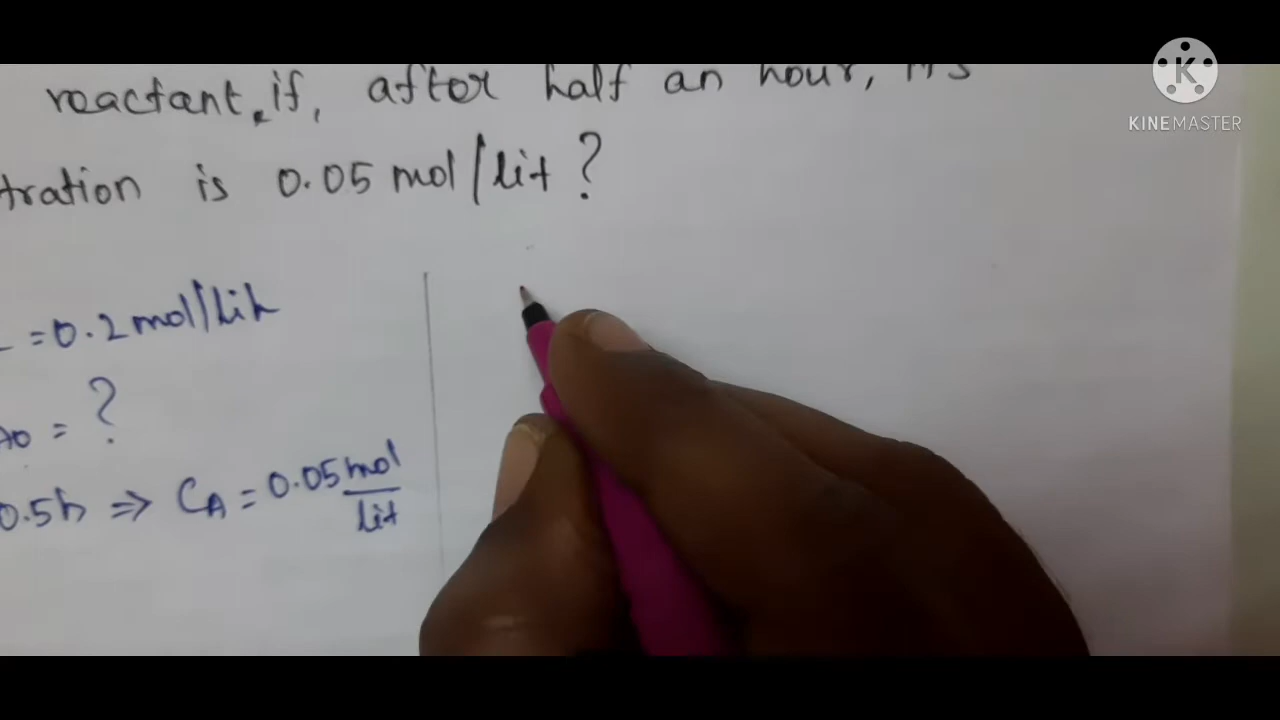 reactant, if, after half an hour, its
tration is 0.05 mol/lit ?
= 0.2 mol/lit
A0 = ?
0.5h ⇒ CA = 0.05 mol/lit
KINEMASTER